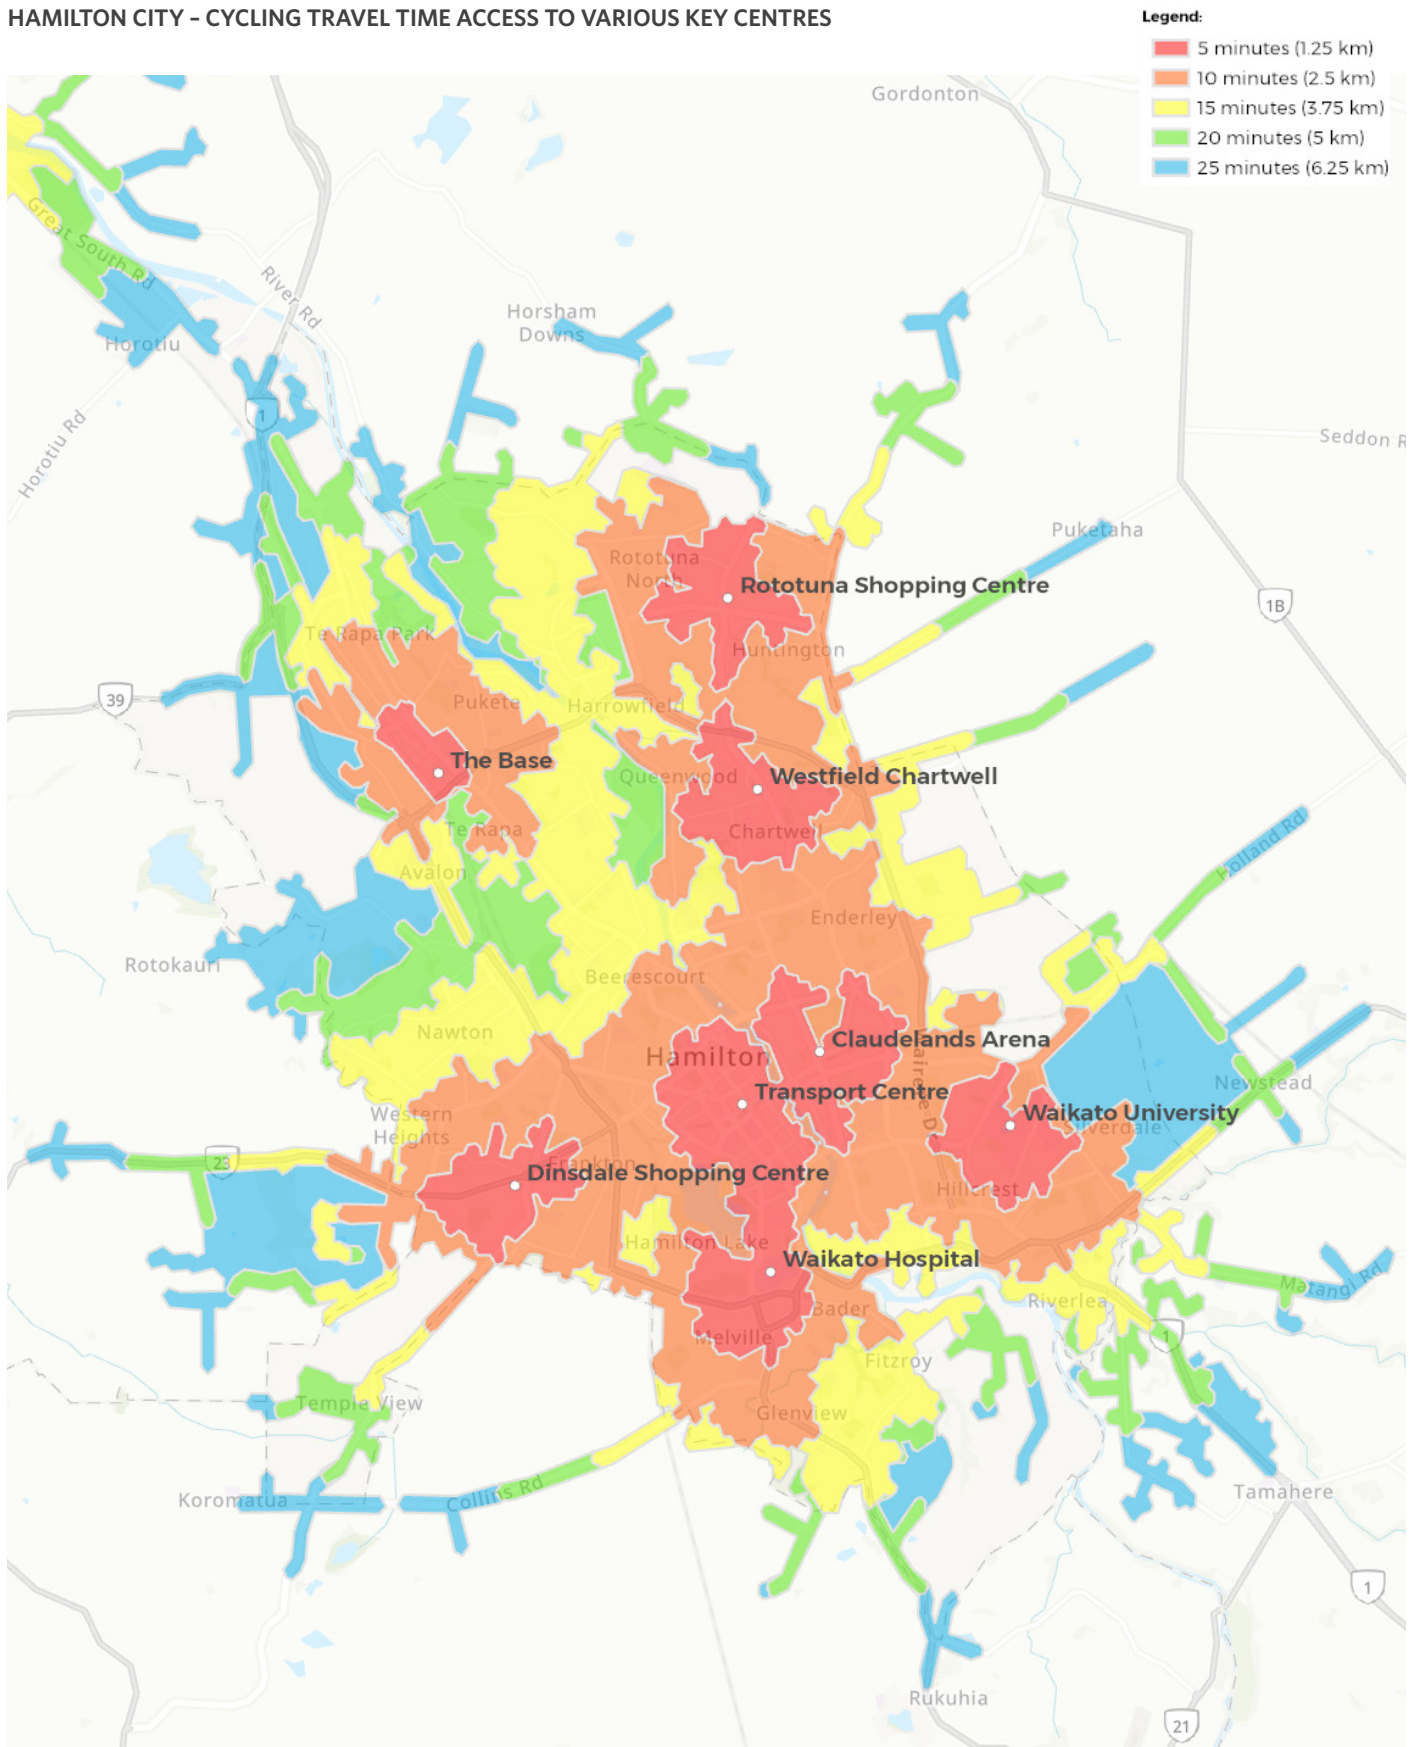 HAMILTON CITY – CYCLING TRAVEL TIME ACCESS TO VARIOUS KEY CENTRES
Legend:
5 minutes (1.25 km)
10 minutes (2.5 km)
15 minutes (3.75 km)
20 minutes (5 km)
25 minutes (6.25 km)
Gordonton
Great South Rd
River Rd
Horsham
Downs
Horotiu
1
Horotiu Rd
Seddon R
Puketaha
Rototuna
North
Rototuna Shopping Centre
1B
Te Rapa Park
Huntington
39
Pukete
Harrowfield
The Base
Queenwood
Westfield Chartwell
Te Rapa
Chartwell
Holland Rd
Avalon
Enderley
Rotokauri
Beerescourt
Nawton
Claudelands Arena
Hamilton
Transport Centre
Newstead
Western
Heights
Waikato University
Silverdale
23
Frankton
Dinsdale Shopping Centre
Hillcrest
Hamilton Lake
Waikato Hospital
Matangi Rd
Bader
Riverlea
Melville
1
Fitzroy
Temple View
Glenview
Koromatua
Collins Rd
Tamahere
1
Rukuhia
21